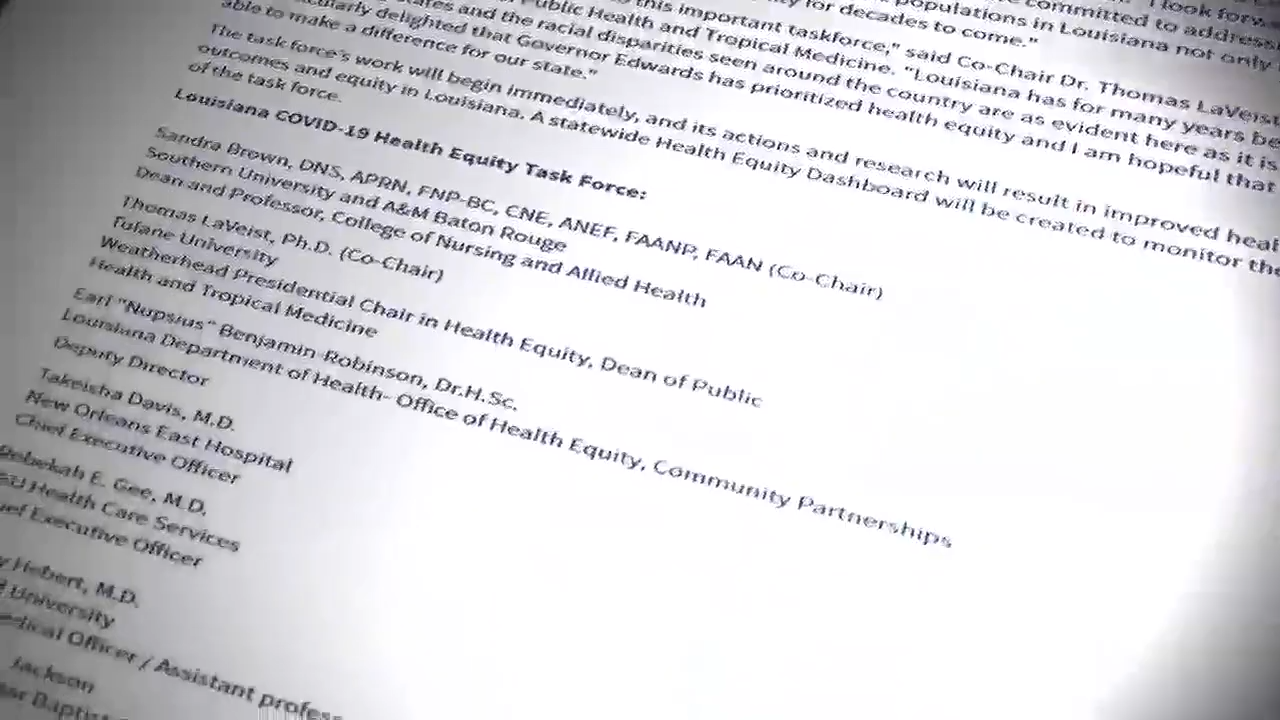 populations in Louisiana not only
this important taskforce," said Co-Chair Dr. Thomas LaVeist
Public Health and Tropical Medicine. "Louisiana has for many years
states and the racial disparities seen around the country are as evident here as it is
delighted that Governor Edwards has prioritized health equity and I am hopeful that
able to make a difference for our state."
The task force's work will begin immediately, and its actions and research will result in improved
outcomes and equity in Louisiana. A statewide Health Equity Dashboard will be created to monitor the
of the task force.
Louisiana COVID-19 Health Equity Task Force:
Sandra Brown, DNS, APRN, FNP-BC, CNE, ANEF, FAANP, FAAN (Co-Chair)
Southern University and A&M Baton Rouge
Dean and Professor, College of Nursing and Allied Health
Thomas LaVeist, Ph.D. (Co-Chair)
Tulane University
Weatherhead Presidential Chair in Health Equity, Dean of Public
Health and Tropical Medicine
Earl "Nupsius" Benjamin-Robinson, Dr.H.Sc.
Louisiana Department of Health- Office of Health Equity, Community Partnerships
Deputy Director
Takeisha Davis, M.D.
New Orleans East Hospital
Chief Executive Officer
Rebekah E. Gee, M.D.
Health Care Services
Executive Officer
Hebert, M.D.
University
Officer / Assistant
Jackson